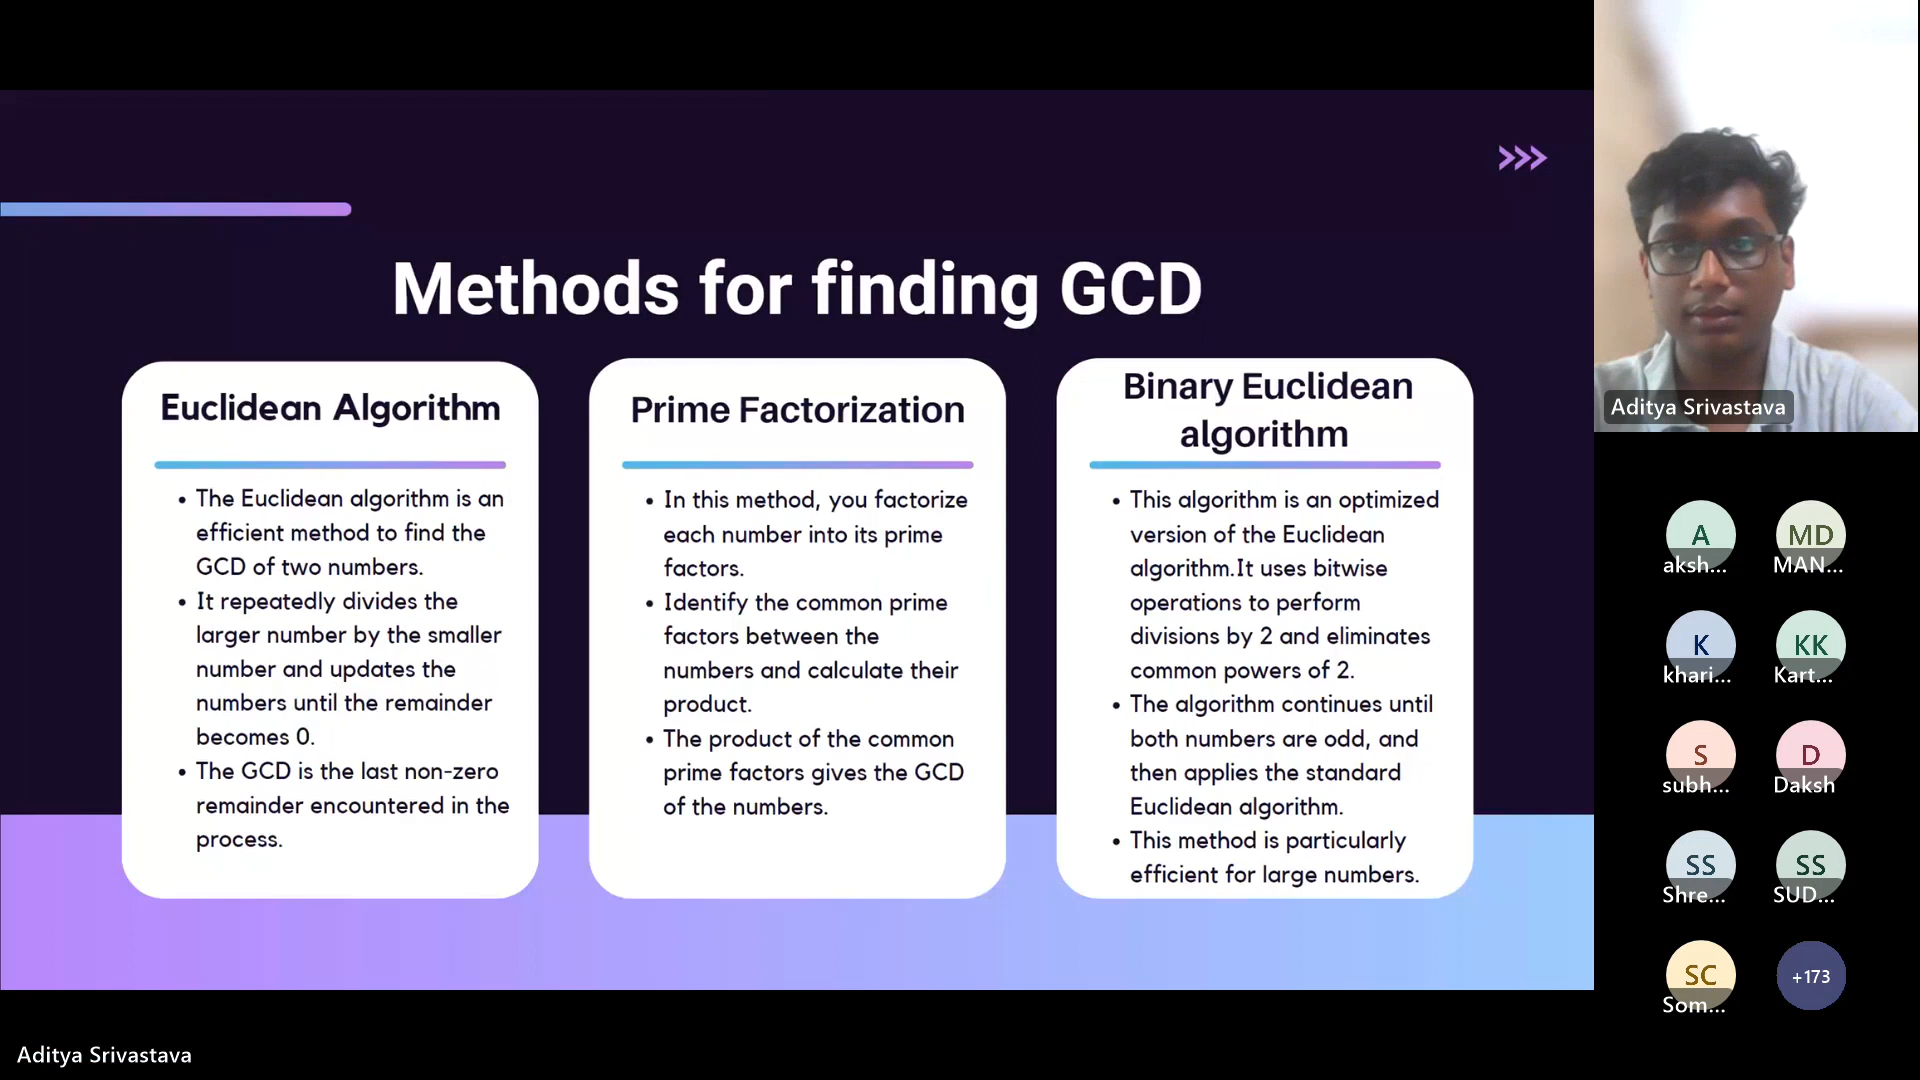 Methods for finding GCD
Euclidean Algorithm
• The Euclidean algorithm is an
efficient method to find the
GCD of two numbers.
• It repeatedly divides the
larger number by the smaller
number and updates the
numbers until the remainder
becomes 0.
• The GCD is the last non-zero
remainder encountered in the
process.
Prime Factorization
• In this method, you factorize
each number into its prime
factors.
• Identify the common prime
factors between the
numbers and calculate their
product.
• The product of the common
prime factors gives the GCD
of the numbers.
Binary Euclidean
algorithm
• This algorithm is an optimized
version of the Euclidean
algorithm.It uses bitwise
operations to perform
divisions by 2 and eliminates
common powers of 2.
• The algorithm continues until
both numbers are odd, and
then applies the standard
Euclidean algorithm.
• This method is particularly
efficient for large numbers.
Aditya Srivastava
A
aksh...
MD
MAN...
K
khari...
KK
Kart...
S
subh...
D
Daksh
SS
Shre...
SS
SUD...
SC
Som...
+173
Aditya Srivastava